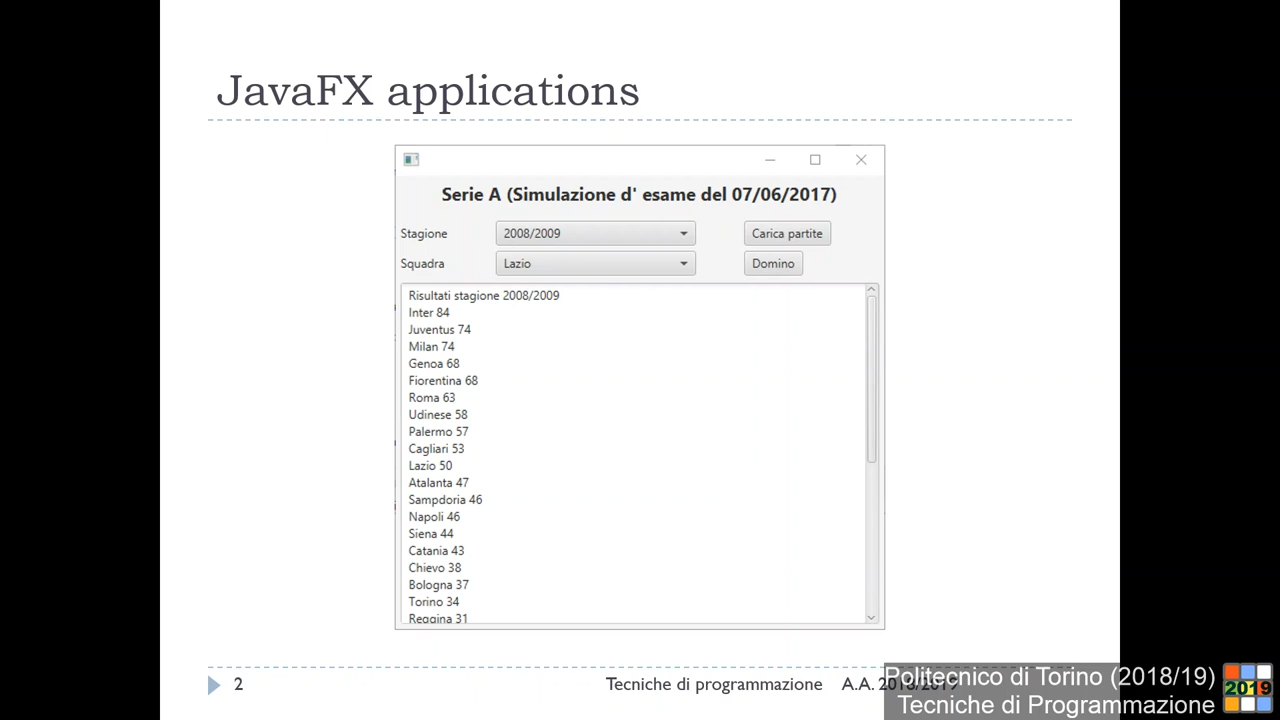 JavaFX applications
Serie A (Simulazione d' esame del 07/06/2017)
Stagione 2008/2009 Carica partite
Squadra Lazio Domino
Risultati stagione 2008/2009
Inter 84
Juventus 74
Milan 74
Genoa 68
Fiorentina 68
Roma 63
Udinese 58
Palermo 57
Cagliari 53
Lazio 50
Atalanta 47
Sampdoria 46
Napoli 46
Siena 44
Catania 43
Chievo 38
Bologna 37
Torino 34
Reggina 31
2 Tecniche di programmazione A.A. 2018/2019
Politecnico di Torino (2018/19)
Tecniche di Programmazione
2019